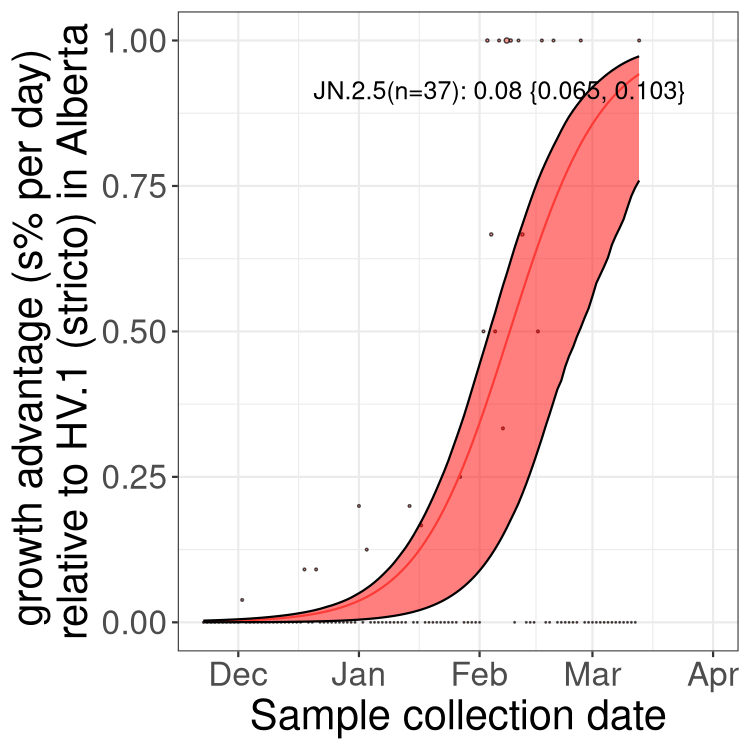 growth advantage (s% per day)
relative to HV.1 (stricto) in Alberta
1.00
0.75
0.50
0.25
0.00
JN.2.5(n=37): 0.08 {0.065, 0.103}
Dec Jan Feb Mar Apr
Sample collection date